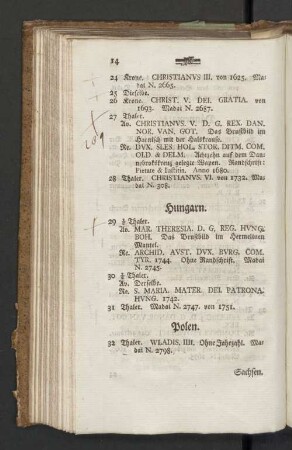 14
24 Krone. CHRISTIANVS III. von 1625. Ma-
dai N. 2665.
25 Dieselbe.
26 Krone. CHRIST. V. DEI. GRATIA. von
1693. Madai N. 2657.
27 Thaler.
Av. CHRISTIANVS. V. D. G. REX. DAN.
NOR. VAN. GOT. Das Brustbild im
Harnisch mit der Halskrause.
Re. DVX. SLES. HOL. STOR. DITM. COM.
OLD. & DELM. Achtzehn auf dem Dan-
nebrokskreuz gelegte Wapen. Randschrift:
Pietate & Iustitia. Anno 1680.
28 Thaler. CHRISTIANVS. VI. von 1732. Ma-
dai N. 308.
Hungarn.
29 ½ Thaler.
Av. MAR. THERESIA. D. G. REG. HVNG.
BOH. Das Brustbild im Hermelinen
Mantel.
Re. ARCHID. AVST. DVX. BVRG. COM.
TYR. 1744. Ohne Randschrift. Madai
N. 2745.
30 ½ Thaler.
Av. Derselbe.
Re. S. MARIA. MATER. DEI. PATRONA.
HVNG. 1742.
31 Thaler. Madai N. 2747. von 1751.
Polen.
32 Thaler. WLADIS. IIII. Ohne Jahrzahl. Ma-
dai N. 2798.
Sachsen.